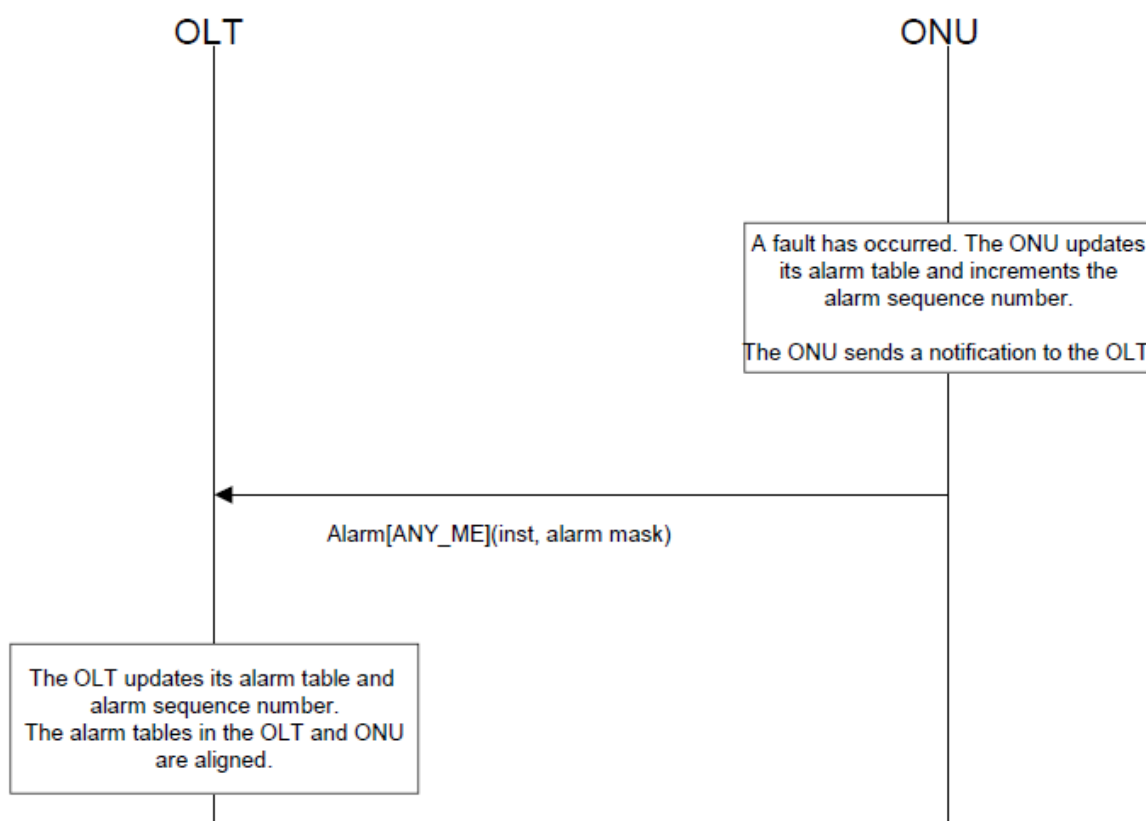 OLT
ONU
A fault has occurred. The ONU updates
its alarm table and increments the
alarm sequence number.
The ONU sends a notification to the OLT
Alarm[ANY_ME](inst, alarm mask)
The OLT updates its alarm table and
alarm sequence number.
The alarm tables in the OLT and ONU
are aligned.